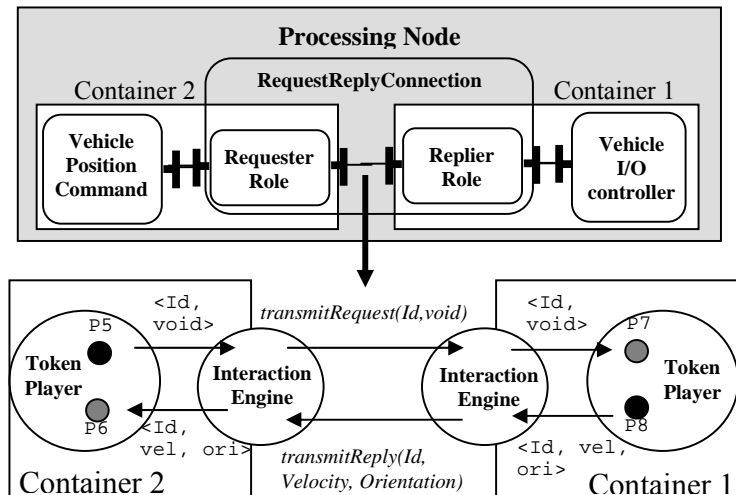 Processing Node
RequestReplyConnection
Container 2
Container 1
Vehicle
Position
Command
Requester
Role
Replier
Role
Vehicle
I/O
controller
<Id,
void>
transmitRequest(Id,void)
<Id,
void>
P5
P7
Token
Player
Interaction
Engine
Interaction
Engine
Token
Player
P6
P8
<Id,
vel, ori>
transmitReply(Id,
Velocity, Orientation)
<Id, vel,
ori>
Container 2
Container 1